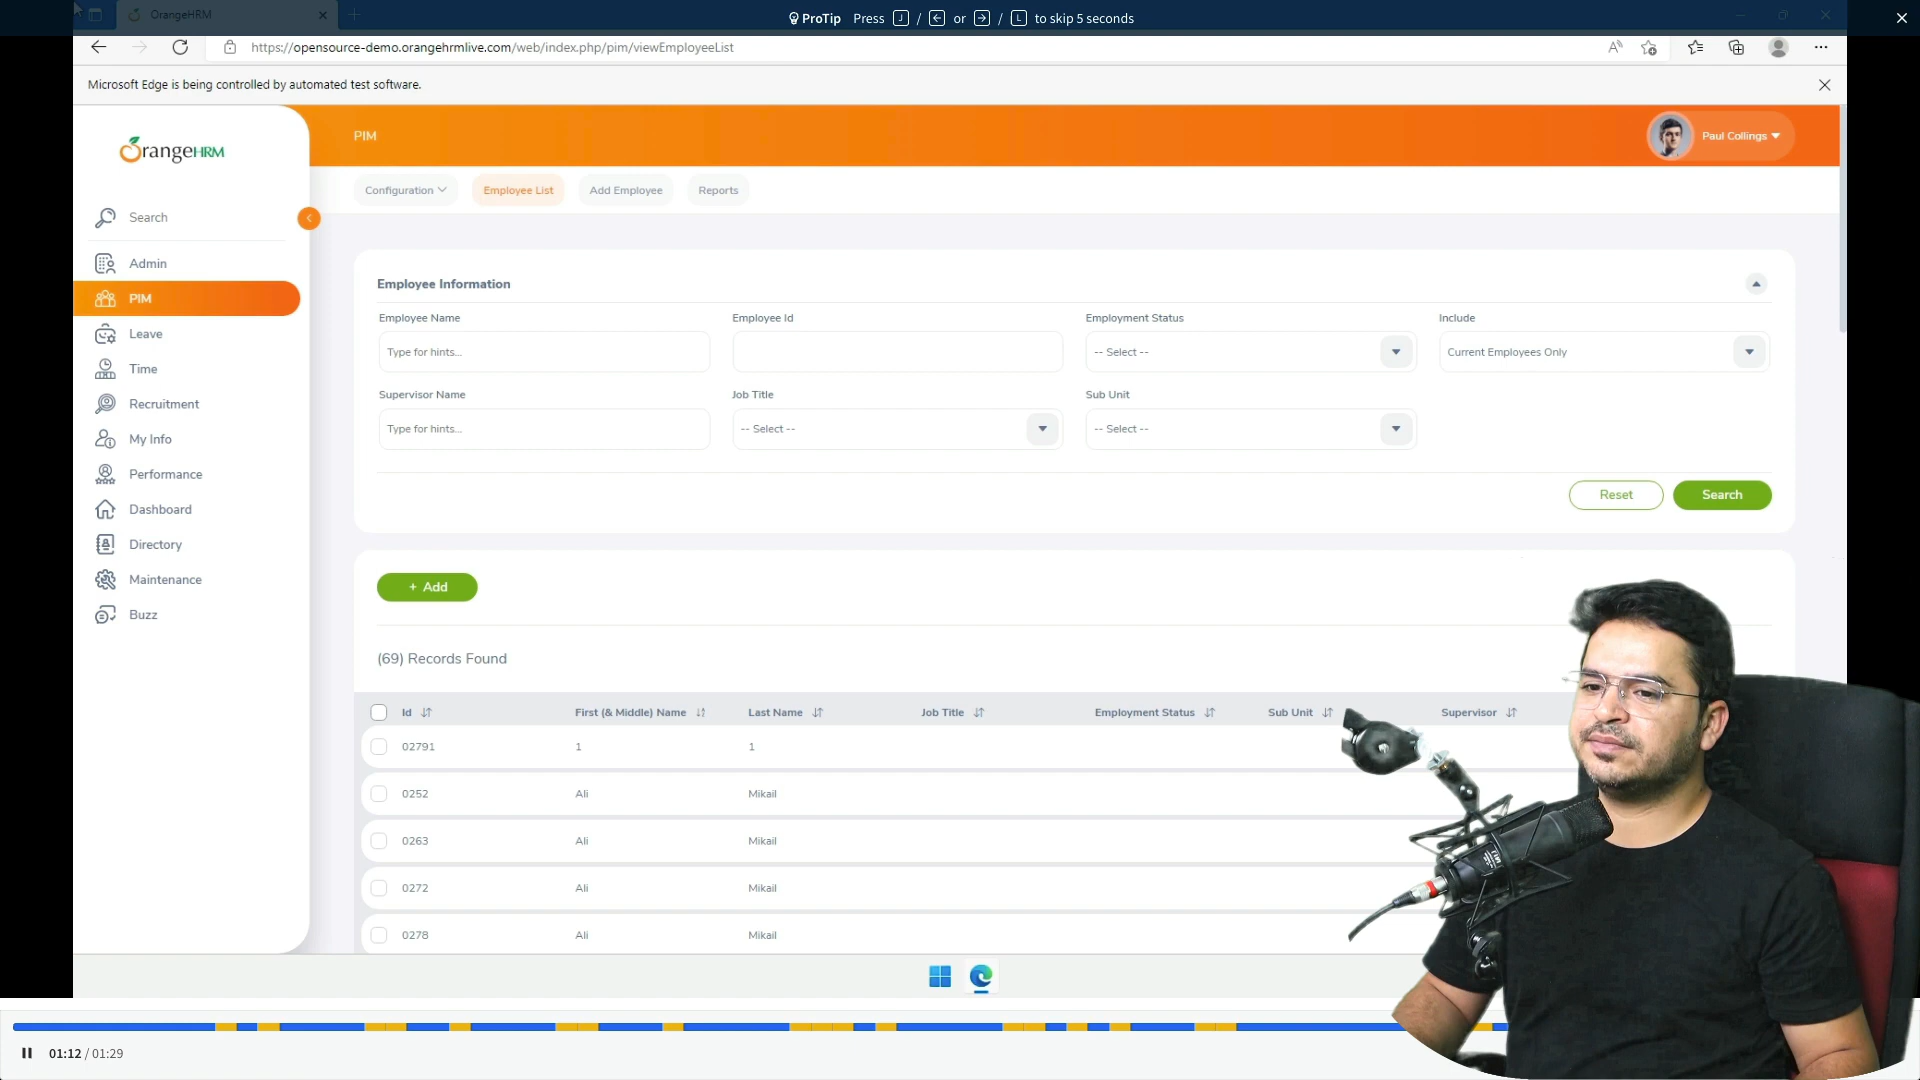 OrangeHRM
ProTip Press J / ← or → / L to skip 5 seconds
https://opensource-demo.orangehrmlive.com/web/index.php/pim/viewEmployeeList
Microsoft Edge is being controlled by automated test software.
OrangeHRM
PIM
Paul Collings
Configuration
Employee List
Add Employee
Reports
Search
Admin
PIM
Leave
Time
Recruitment
My Info
Performance
Dashboard
Directory
Maintenance
Buzz
Employee Information
Employee Name Employee Id Employment Status Include
Type for hints... -- Select -- Current Employees Only
Supervisor Name Job Title Sub Unit
Type for hints... -- Select -- -- Select --
Reset Search
+ Add
(69) Records Found
Id First (& Middle) Name Last Name Job Title Employment Status Sub Unit Supervisor
02791 1 1
0252 Ali Mikail
0263 Ali Mikail
0272 Ali Mikail
0278 Ali Mikail
01:12 / 01:29